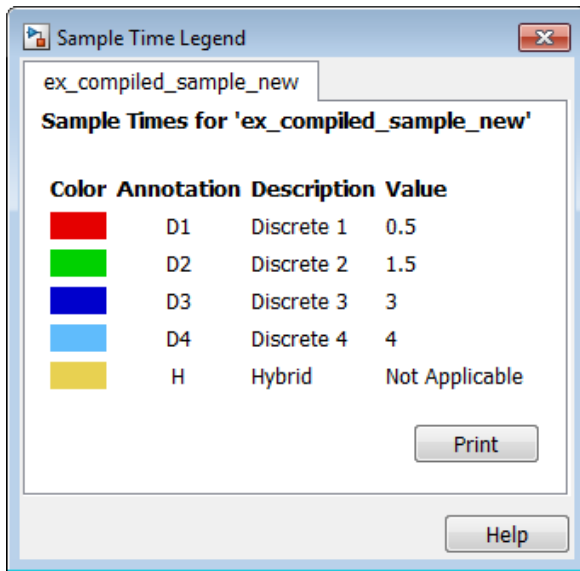 Sample Time Legend
ex_compiled_sample_new
Sample Times for 'ex_compiled_sample_new'
Color Annotation Description Value
D1 Discrete 1 0.5
D2 Discrete 2 1.5
D3 Discrete 3 3
D4 Discrete 4 4
H Hybrid Not Applicable
Print
Help